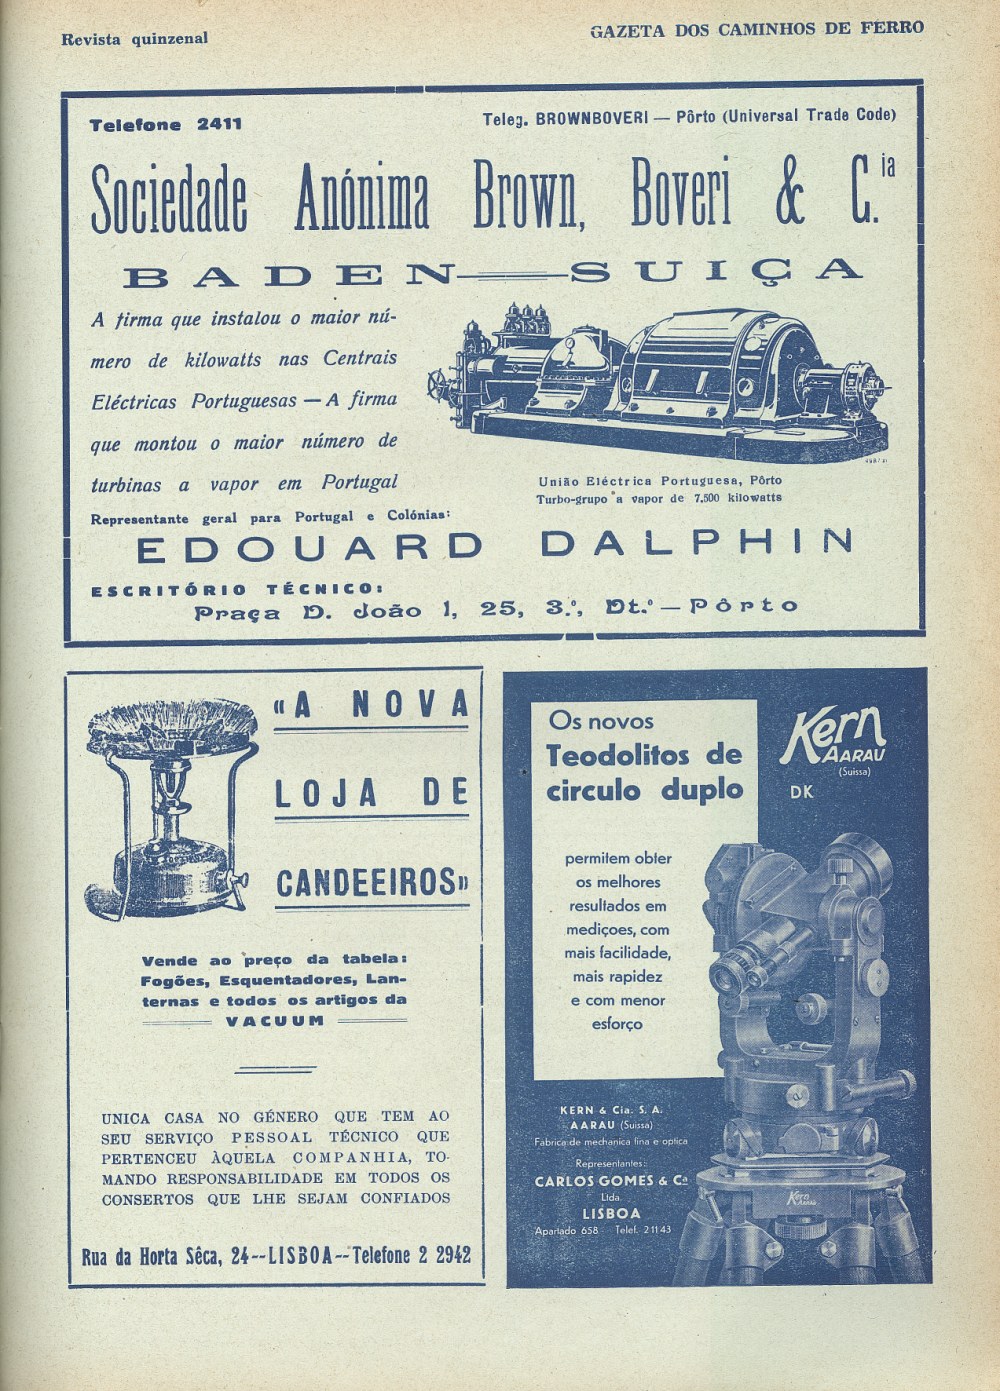 Revista quinzenal
GAZETA DOS CAMINHOS DE FERRO
Telefone 2411
Teleg. BROWNBOVERI — Pôrto (Universal Trade Code)
Sociedade Anónima Brown, Boveri & C.ia
BADEN—SUIÇA
A firma que instalou o maior nú-
mero de kilowatts nas Centrais
Eléctricas Portuguesas — A firma
que montou o maior número de
turbinas a vapor em Portugal
União Eléctrica Portuguesa, Pôrto
Turbo-grupo a vapor de 7.500 kilowatts
Representante geral para Portugal e Colónias:
EDOUARD DALPHIN
ESCRITÓRIO TÉCNICO:
Praça D. João 1, 25, 3.º, Dt.º — Pôrto
«A NOVA
LOJA DE
CANDEEIROS»
Vende ao preço da tabela:
Fogões, Esquentadores, Lan-
ternas e todos os artigos da
VACUUM
UNICA CASA NO GÉNERO QUE TEM AO
SEU SERVIÇO PESSOAL TÉCNICO QUE
PERTENCEU ÀQUELA COMPANHIA, TO-
MANDO RESPONSABILIDADE EM TODOS OS
CONSERTOS QUE LHE SEJAM CONFIADOS
Rua da Horta Sêca, 24--LISBOA--Telefone 2 2942
Os novos
Teodolitos de
circulo duplo
Kern
AARAU
(Suissa)
DK
permitem obter
os melhores
resultados em
medições, com
mais facilidade,
mais rapidez
e com menor
esforço
KERN & Cia. S. A.
AARAU (Suissa)
Fabrica de mechanica fina e optica
Representantes:
CARLOS GOMES & Cª
Ltda.
LISBOA
Apartado 658 Telef. 21143
Kern
AARAU